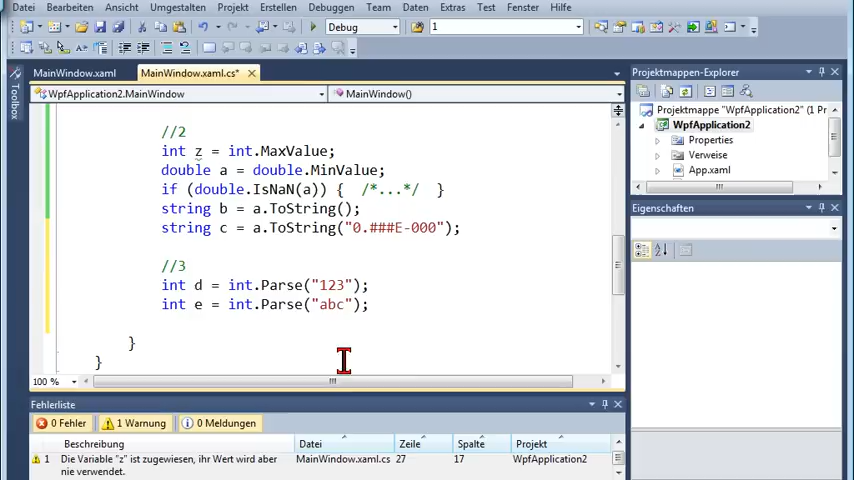 Datei Bearbeiten Ansicht Umgestalten Projekt Erstellen Debuggen Team Daten Extras Test Fenster Hilfe
Debug 1
MainWindow.xaml MainWindow.xaml.cs* Projektmappen-Explorer
WpfApplication2.MainWindow MainWindow()
Projektmappe "WpfApplication2" (1 Pr
WpfApplication2
Properties
Verweise
App.xaml
//2
int z = int.MaxValue;
double a = double.MinValue;
if (double.IsNaN(a)) { /*...*/ }
string b = a.ToString();
string c = a.ToString("0.###E-000");
//3
int d = int.Parse("123");
int e = int.Parse("abc");
}
}
Toolbox
Eigenschaften
100 %
Fehlerliste
0 Fehler 1 Warnung 0 Meldungen
Beschreibung Datei Zeile Spalte Projekt
1 Die Variable "z" ist zugewiesen, ihr Wert wird aber MainWindow.xaml.cs 27 17 WpfApplication2
nie verwendet.